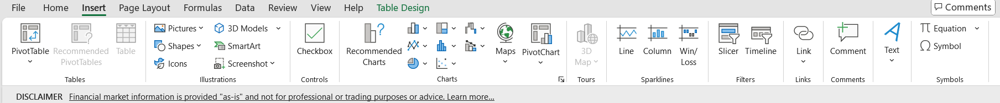 File Home Insert Page Layout Formulas Data Review View Help Table Design Comments
PivotTable
Recommended PivotTables
Table
Tables
Pictures
Shapes
Icons
3D Models
SmartArt
Screenshot
Illustrations
Checkbox
Controls
Recommended Charts
Maps
PivotChart
Charts
3D Map
Tours
Line
Column
Win/Loss
Sparklines
Slicer
Timeline
Filters
Link
Links
Comment
Comments
Text
Equation
Symbol
Symbols
DISCLAIMER Financial market information is provided "as-is" and not for professional or trading purposes or advice. Learn more...